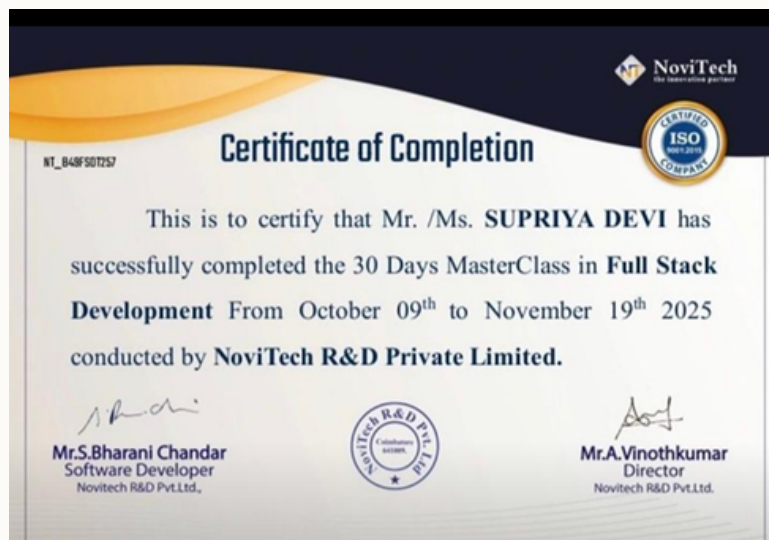 NoviTech
the innovation partner
CERTIFIED
ISO
9001:2015
COMPANY
NT_B49FSDT257
Certificate of Completion
This is to certify that Mr. /Ms. SUPRIYA DEVI has
successfully completed the 30 Days MasterClass in Full Stack
Development From October 09th to November 19th 2025
conducted by NoviTech R&D Private Limited.
Mr.S.Bharani Chandar
Software Developer
Novitech R&D Pvt.Ltd.,
NoviTech R&D Pvt. Ltd
Coimbatore
Mr.A.Vinothkumar
Director
Novitech R&D Pvt.Ltd.